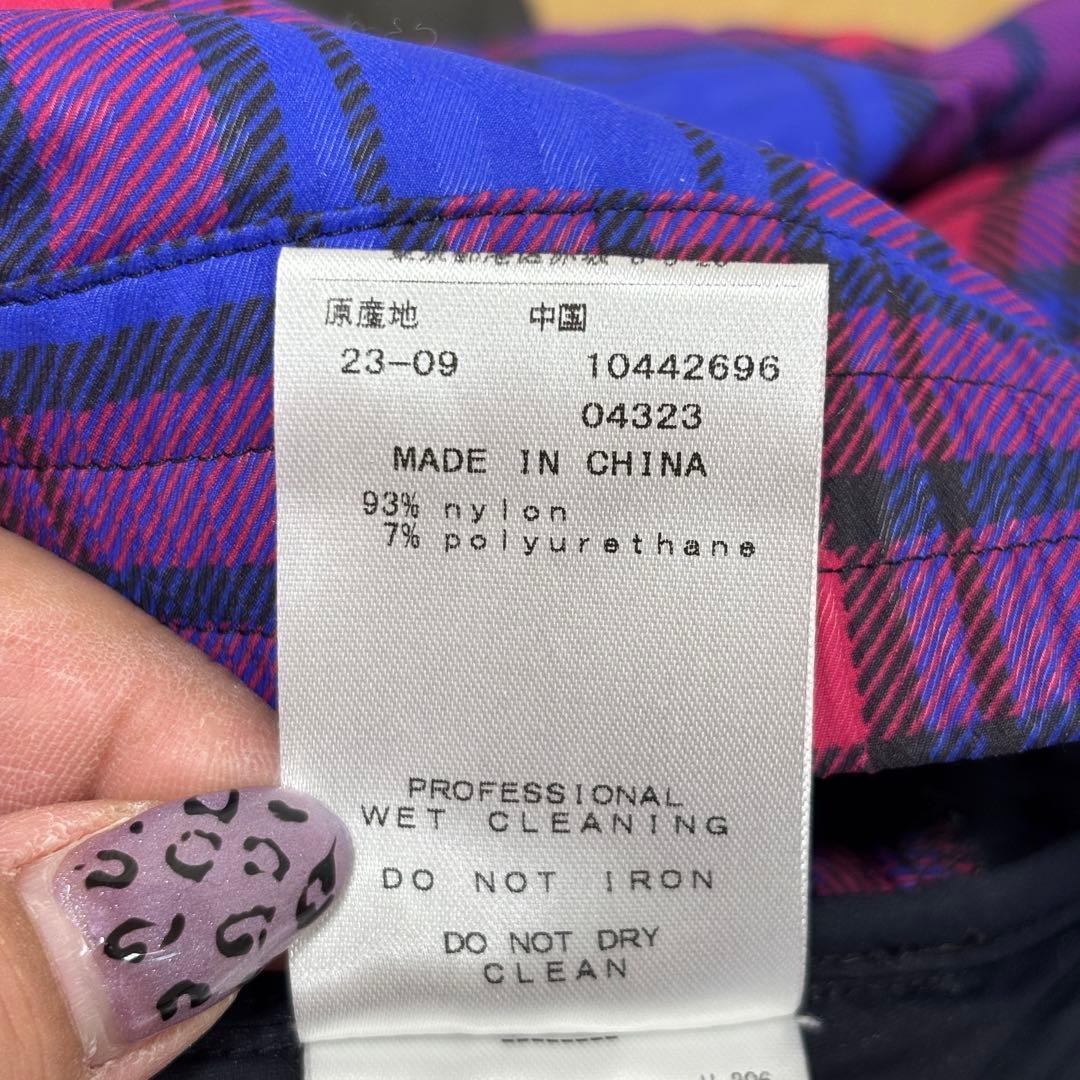 原産地 中国
23-09 10442696
04323
MADE IN CHINA
93% nylon
7% polyurethane
PROFESSIONAL
WET CLEANING
DO NOT IRON
DO NOT DRY
CLEAN